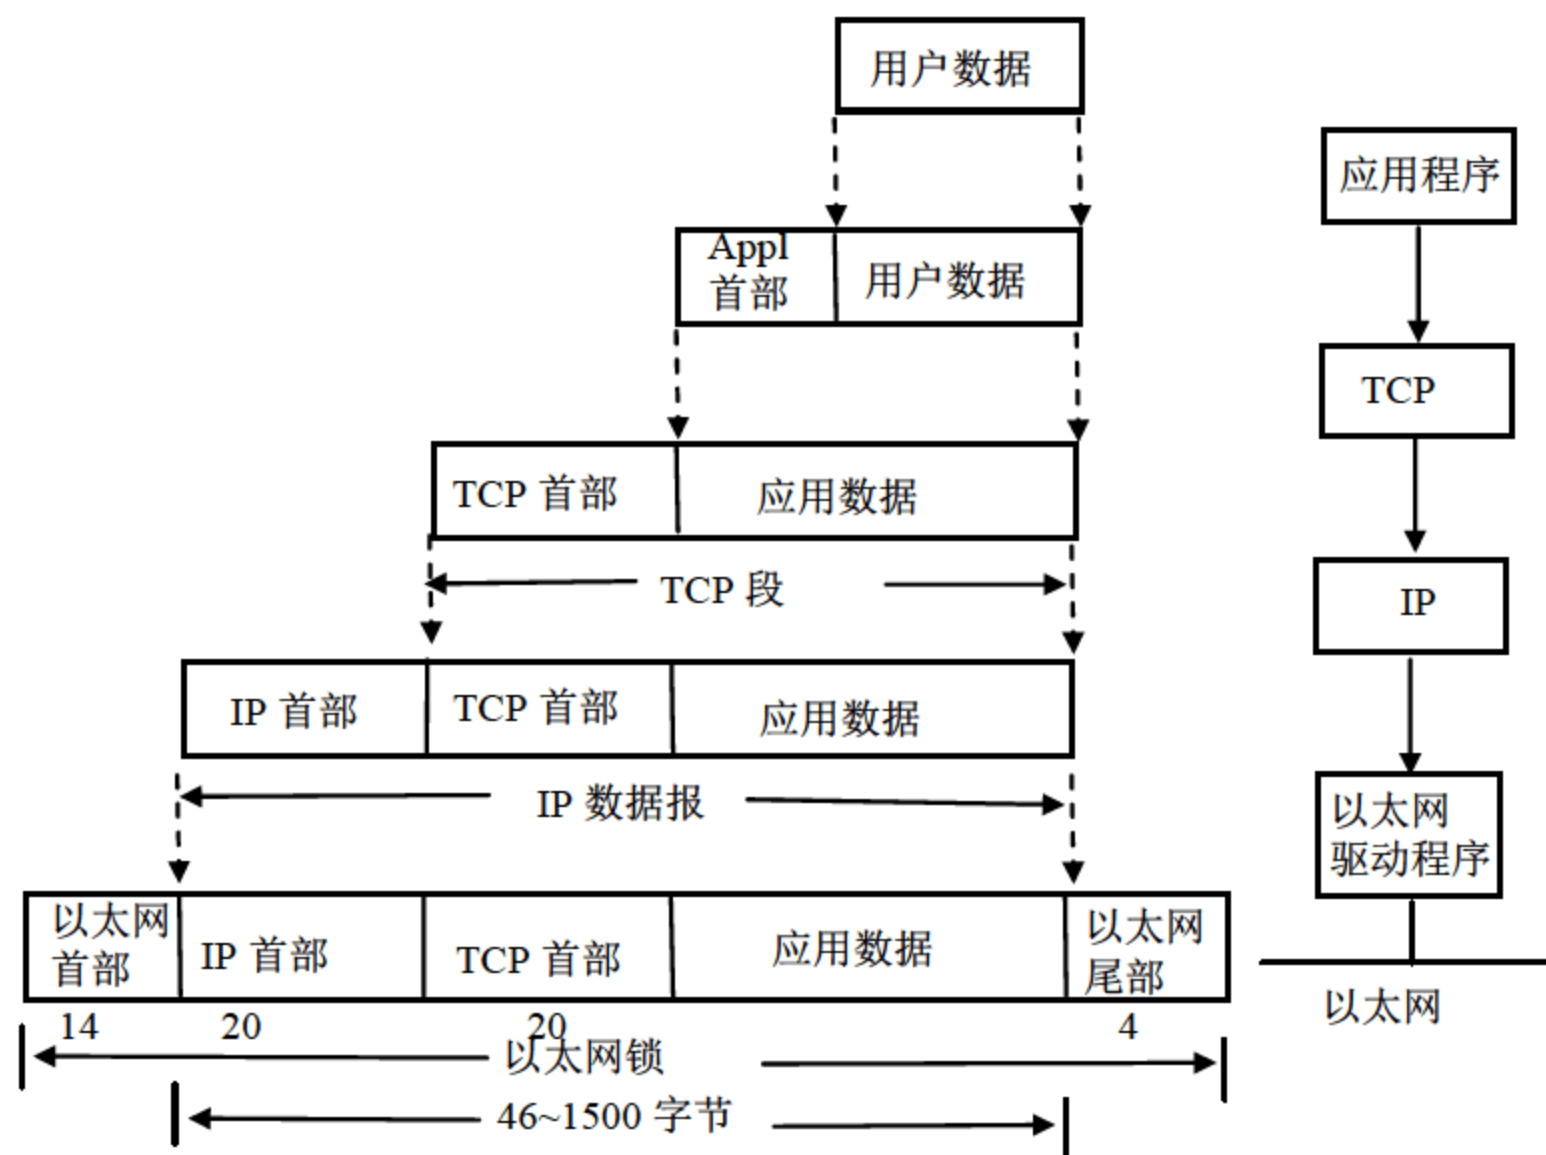 用户数据
应用程序
Appl
首部
用户数据
TCP
TCP 首部
应用数据
TCP 段
IP
IP 首部
TCP 首部
应用数据
IP 数据报
以太网
驱动程序
以太网
首部
IP 首部
TCP 首部
应用数据
以太网
尾部
以太网
14
20
20
4
以太网锁
46~1500 字节